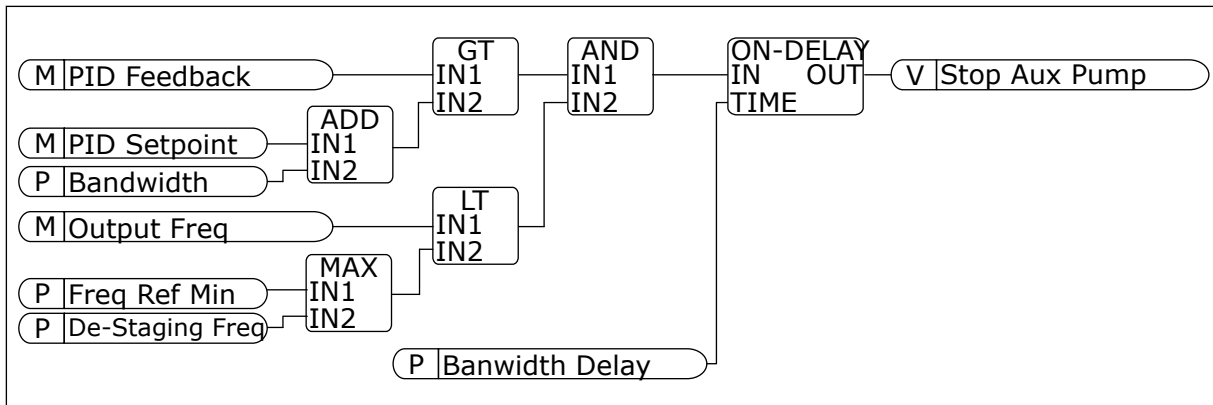 GT
AND
ON-DELAY
M PID Feedback
IN1
IN1
IN OUT
V Stop Aux Pump
IN2
IN2
TIME
ADD
M PID Setpoint
IN1
P Bandwidth
IN2
LT
M Output Freq
IN1
IN2
MAX
P Freq Ref Min
IN1
P De-Staging Freq
IN2
P Banwidth Delay